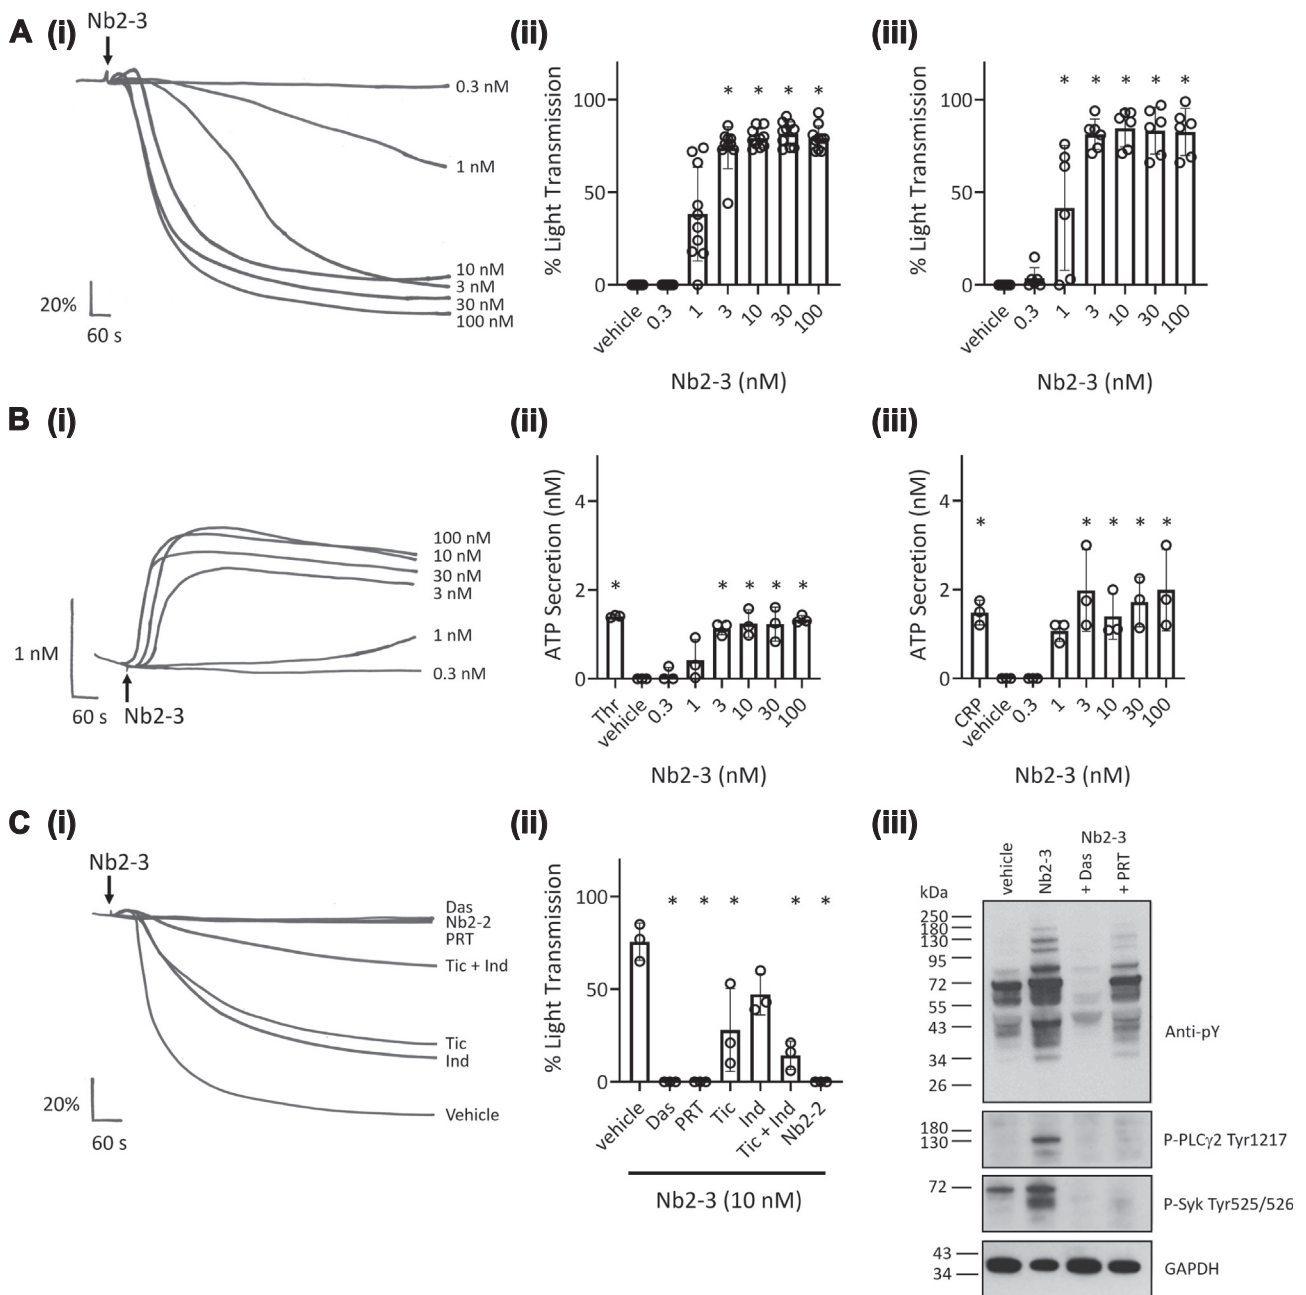 A (i) Nb2-3
0.3 nM
1 nM
10 nM
3 nM
30 nM
100 nM
20%
60 s
(ii)
% Light Transmission
100
50
0
vehicle 0.3 1 3 10 30 100
* * * *
Nb2-3 (nM)
(iii)
% Light Transmission
100
50
0
vehicle 0.3 1 3 10 30 100
* * * * *
Nb2-3 (nM)
B (i)
100 nM
10 nM
30 nM
3 nM
1 nM
0.3 nM
1 nM
60 s
Nb2-3
(ii)
ATP Secretion (nM)
4
2
0
* * * * *
Thr vehicle 0.3 1 3 10 30 100
Nb2-3 (nM)
(iii)
ATP Secretion (nM)
4
2
0
* * * * *
CRP vehicle 0.3 1 3 10 30 100
Nb2-3 (nM)
C (i)
Nb2-3
Das
Nb2-2
PRT
Tic + Ind
Tic
Ind
Vehicle
20%
60 s
(ii)
% Light Transmission
100
50
0
* * * * *
vehicle Das PRT Tic Ind Tic + Ind Nb2-2
Nb2-3 (10 nM)
(iii)
Nb2-3
vehicle Nb2-3 + Das + PRT
kDa
250
180
130
95
72
55
43
34
26
Anti-pY
180
130
P-PLCγ2 Tyr1217
72
P-Syk Tyr525/526
43
34
GAPDH